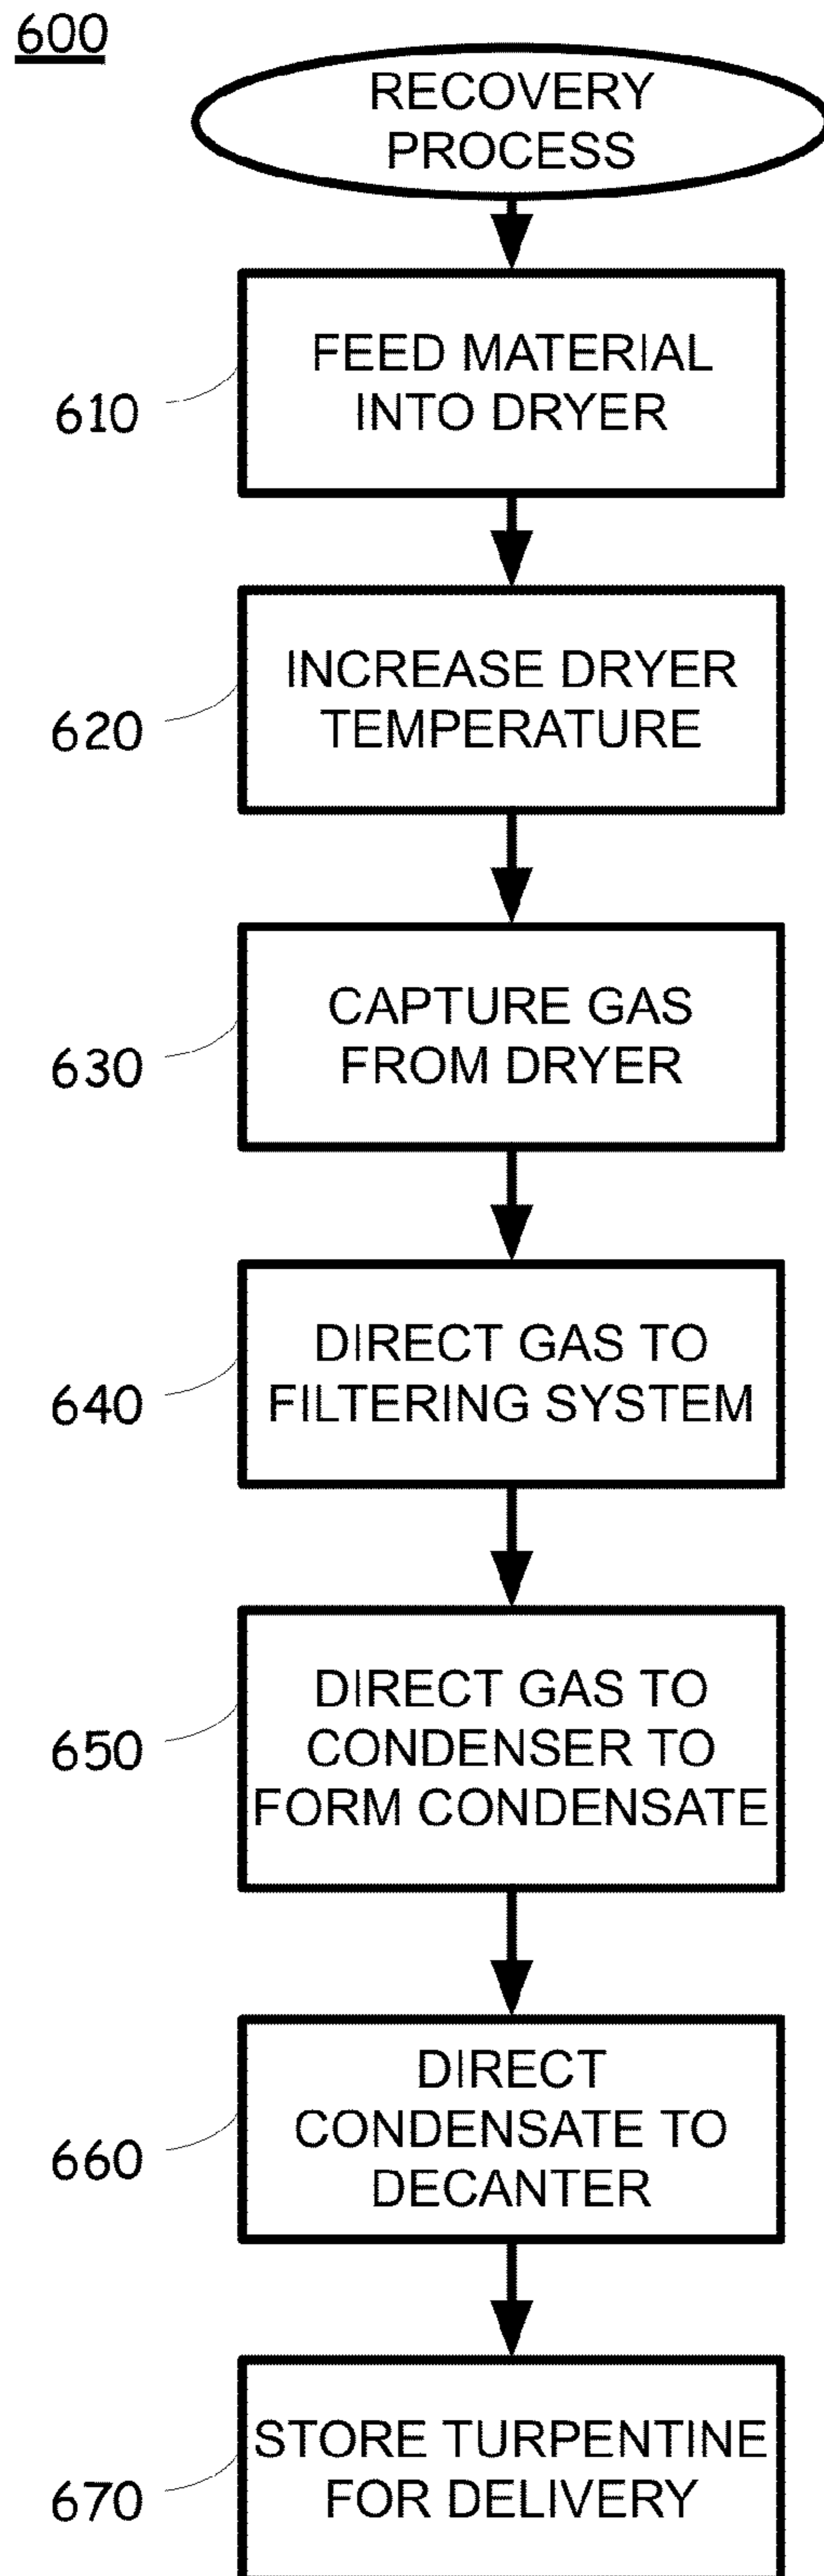 600
RECOVERY
PROCESS
610
FEED MATERIAL
INTO DRYER
620
INCREASE DRYER
TEMPERATURE
630
CAPTURE GAS
FROM DRYER
640
DIRECT GAS TO
FILTERING SYSTEM
650
DIRECT GAS TO
CONDENSER TO
FORM CONDENSATE
660
DIRECT
CONDENSATE TO
DECANTER
670
STORE TURPENTINE
FOR DELIVERY